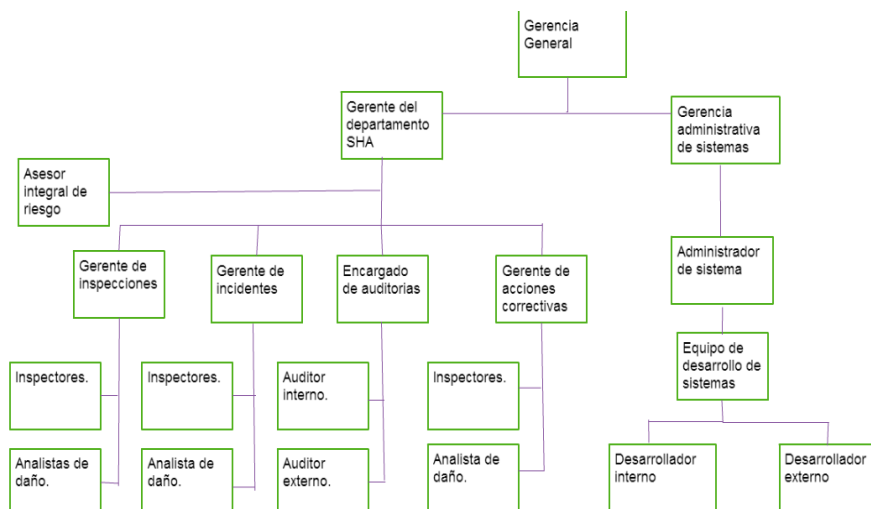 Gerencia
General
Gerente del
departamento
SHA
Gerencia
administrativa
de sistemas
Asesor
integral de
riesgo
Gerente de
inspecciones
Gerente de
incidentes
Encargado
de auditorias
Gerente de
acciones
correctivas
Administrador
de sistema
Equipo de
desarrollo de
sistemas
Inspectores.
Inspectores.
Auditor
interno.
Inspectores.
Analistas de
daño.
Analista de
daño.
Auditor
externo.
Analista de
daño.
Desarrollador
interno
Desarrollador
externo